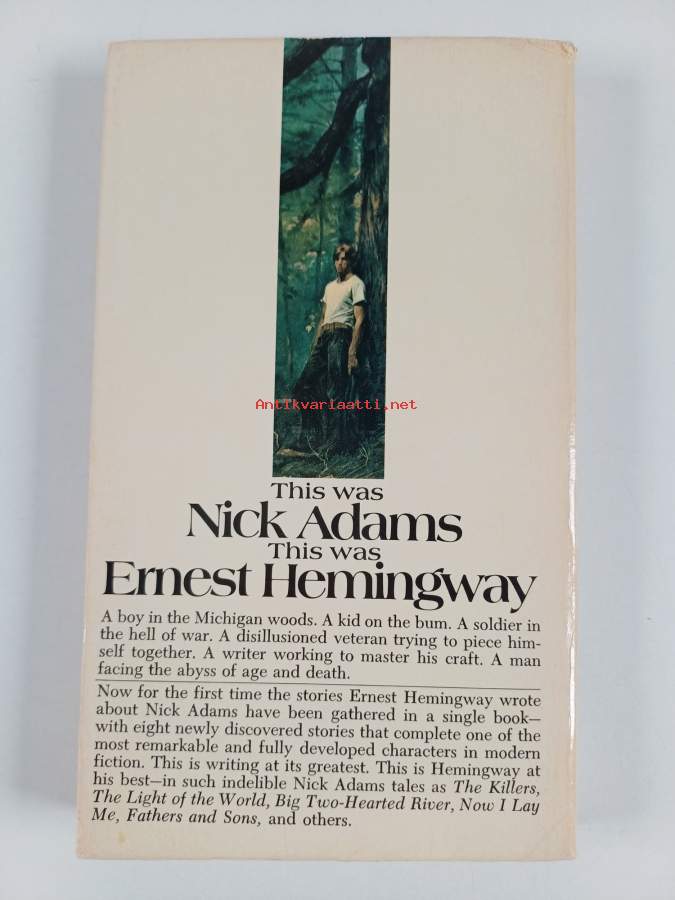 Antikvariaatti.net
This was
Nick Adams
This was
Ernest Hemingway
A boy in the Michigan woods. A kid on the bum. A soldier in
the hell of war. A disillusioned veteran trying to piece him-
self together. A writer working to master his craft. A man
facing the abyss of age and death.
Now for the first time the stories Ernest Hemingway wrote
about Nick Adams have been gathered in a single book—
with eight newly discovered stories that complete one of the
most remarkable and fully developed characters in modern
fiction. This is writing at its greatest. This is Hemingway at
his best—in such indelible Nick Adams tales as The Killers,
The Light of the World, Big Two-Hearted River, Now I Lay
Me, Fathers and Sons, and others.